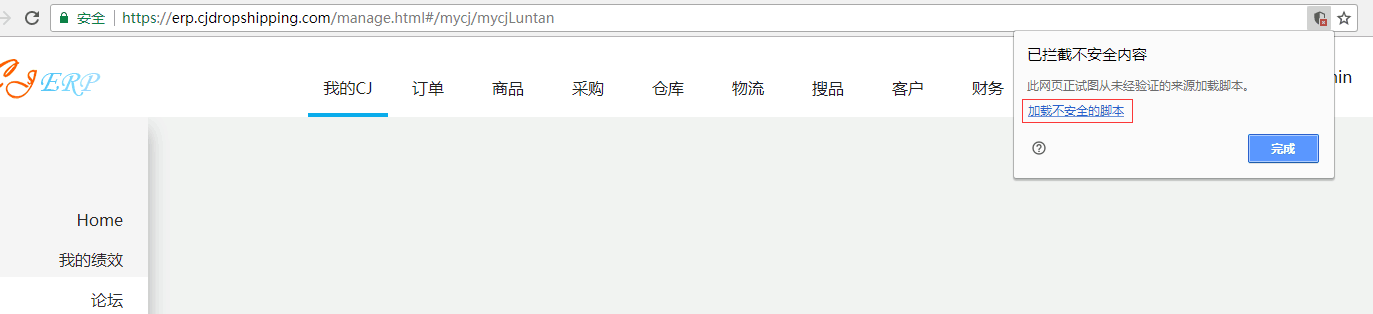 安全 https://erp.cjdropshipping.com/manage.html#/mycj/mycjLuntan
已拦截不安全内容
此网页正试图从未经验证的来源加载脚本。
加载不安全的脚本
完成
CJ ERP
我的CJ 订单 商品 采购 仓库 物流 搜品 客户 财务
Home
我的绩效
论坛